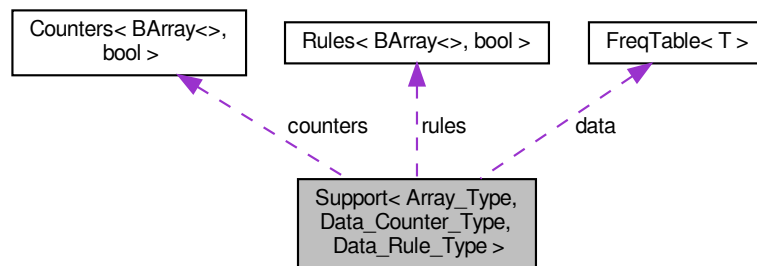 Counters< BArray<>,
bool >
Rules< BArray<>, bool >
FreqTable< T >
counters
rules
data
Support< Array_Type,
Data_Counter_Type,
Data_Rule_Type >